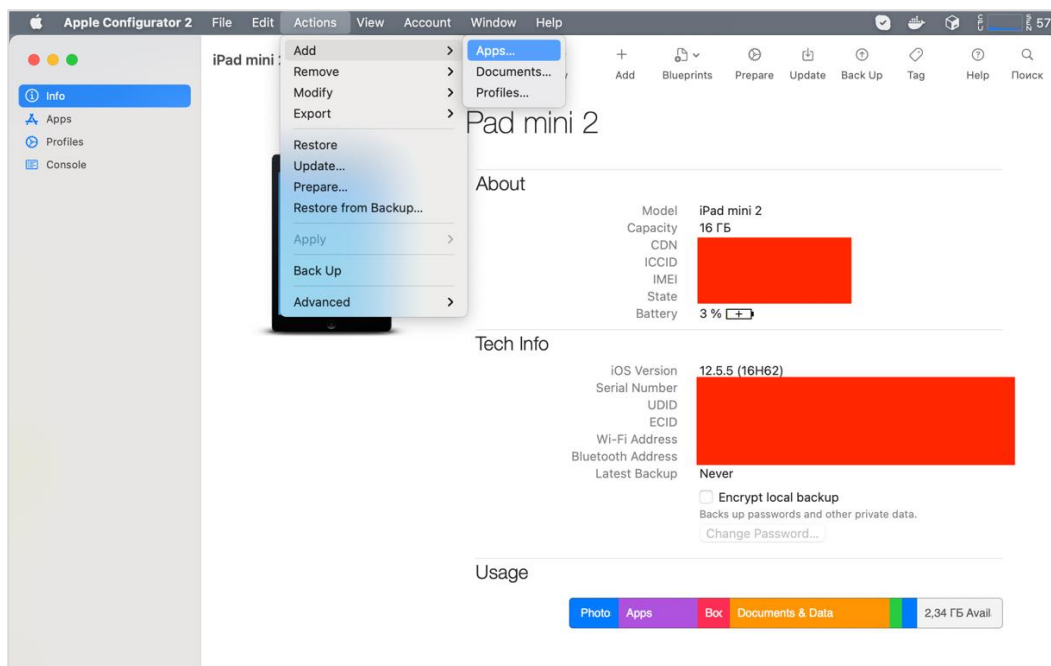 Apple Configurator 2 File Edit Actions View Account Window Help 57
iPad mini
Add
Remove
Modify
Export
Restore
Update...
Prepare...
Restore from Backup...
Apply
Back Up
Advanced
Apps...
Documents...
Profiles...
Add Blueprints Prepare Update Back Up Tag Help Поиск
Info
Apps
Profiles
Console
Pad mini 2
About
Model iPad mini 2
Capacity 16 ГБ
CDN
ICCID
IMEI
State
Battery 3 %
Tech Info
iOS Version 12.5.5 (16H62)
Serial Number
UDID
ECID
Wi-Fi Address
Bluetooth Address
Latest Backup Never
Encrypt local backup
Backs up passwords and other private data.
Change Password...
Usage
Photo Apps Boo Documents & Data 2,34 ГБ Avail